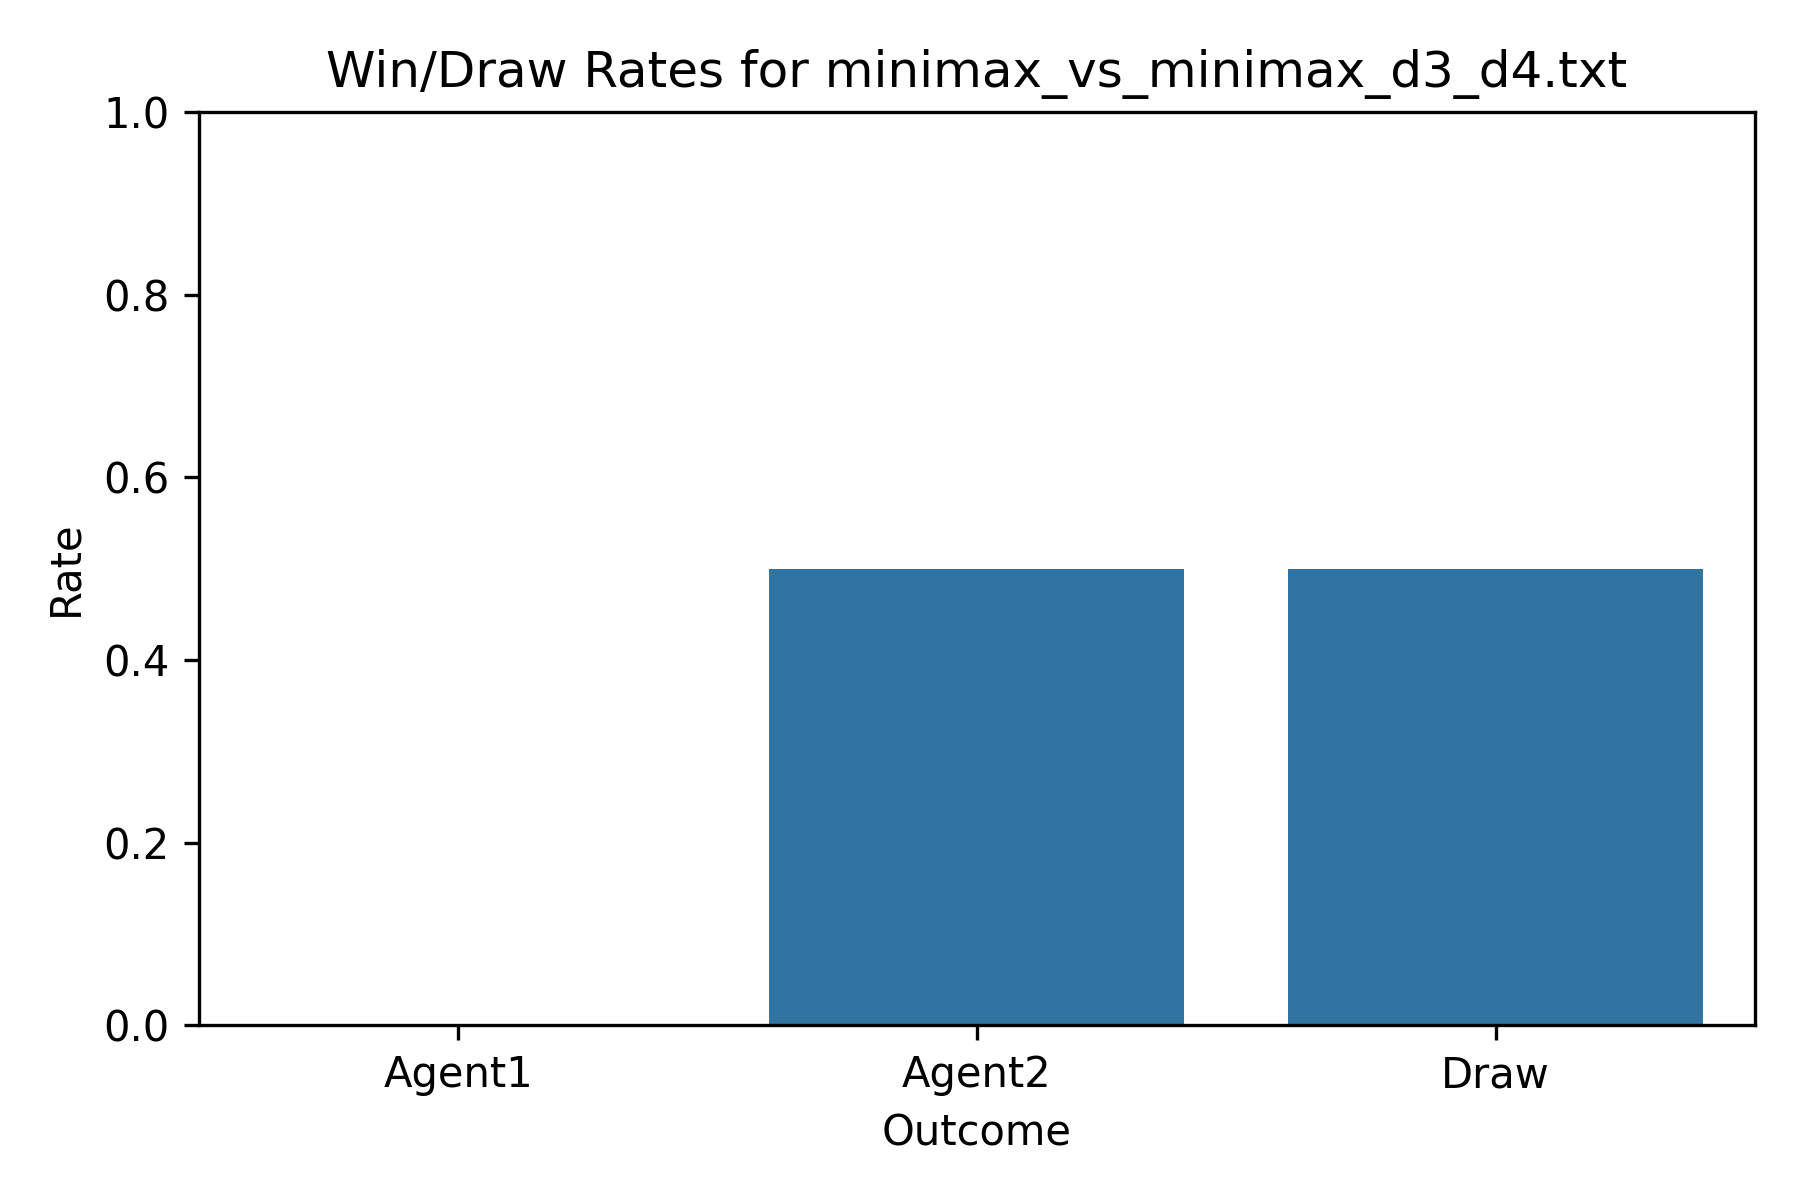 Win/Draw Rates for minimax_vs_minimax_d3_d4.txt
1.0
0.8
0.6
0.4
0.2
0.0
Rate
Agent1 Agent2 Draw
Outcome